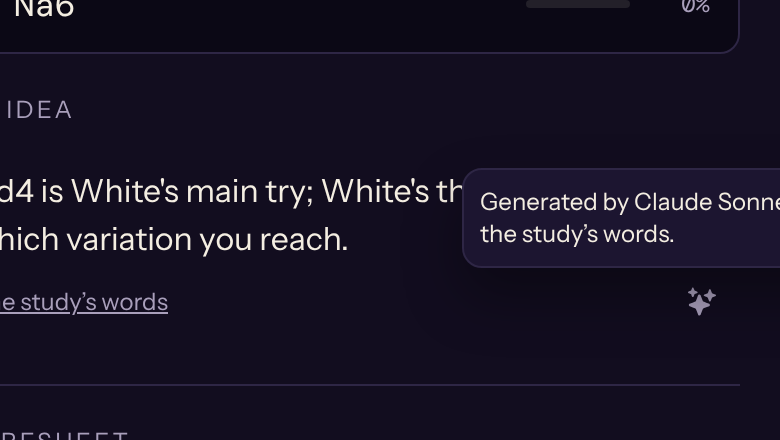 Na6
0%
IDEA
d4 is White's main try; White's th
hich variation you reach.
Generated by Claude Sonne
the study’s words.
e study’s words
RESHEET